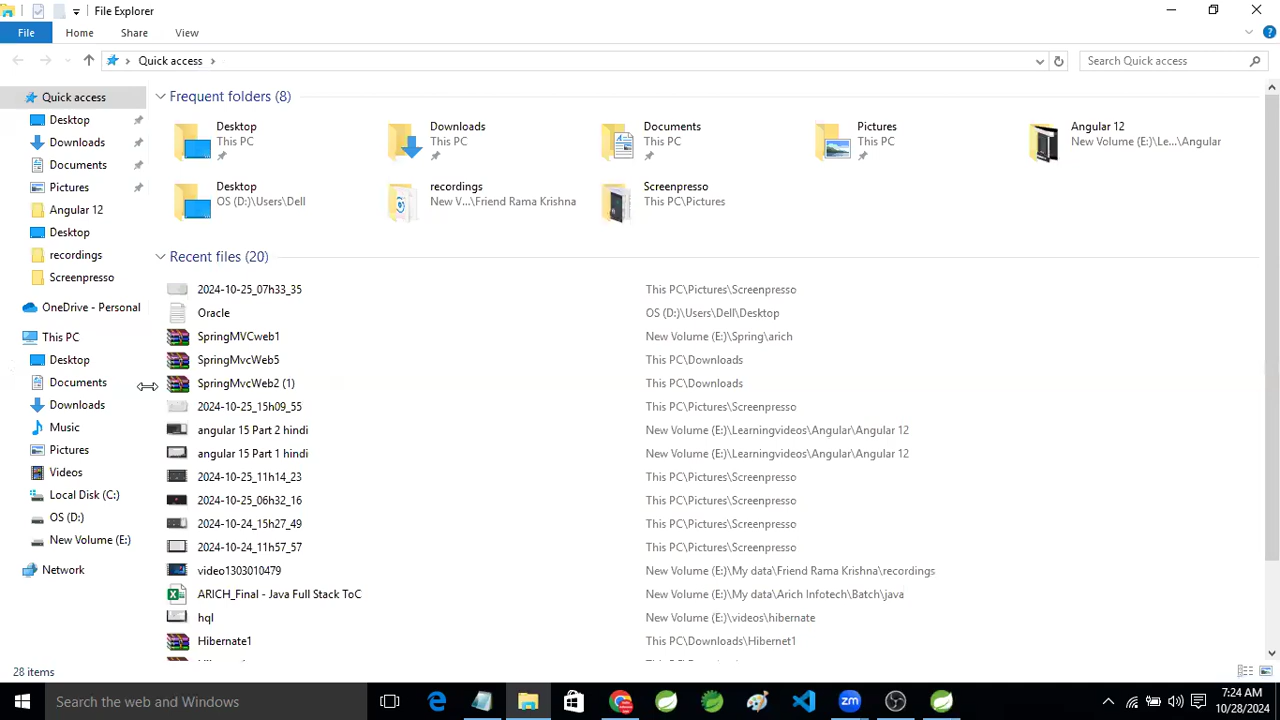 File Explorer
File
Home
Share
View
Quick access
Search Quick access
Quick access
Desktop
Downloads
Documents
Pictures
Angular 12
Desktop
recordings
Screenpresso
OneDrive - Personal
This PC
Desktop
Documents
Downloads
Music
Pictures
Videos
Local Disk (C:)
OS (D:)
New Volume (E:)
Network
Frequent folders (8)
Desktop
This PC
Downloads
This PC
Documents
This PC
Pictures
This PC
Angular 12
New Volume (E:)\Le...\Angular
Desktop
OS (D:)\Users\Dell
recordings
New V...\Friend Rama Krishna
Screenpresso
This PC\Pictures
Recent files (20)
2024-10-25_07h33_35 This PC\Pictures\Screenpresso
Oracle OS (D:)\Users\Dell\Desktop
SpringMVCweb1 New Volume (E:)\Spring\arich
SpringMvcWeb5 This PC\Downloads
SpringMvcWeb2 (1) This PC\Downloads
2024-10-25_15h09_55 This PC\Pictures\Screenpresso
angular 15 Part 2 hindi New Volume (E:)\Learningvideos\Angular\Angular 12
angular 15 Part 1 hindi New Volume (E:)\Learningvideos\Angular\Angular 12
2024-10-25_11h14_23 This PC\Pictures\Screenpresso
2024-10-25_06h32_16 This PC\Pictures\Screenpresso
2024-10-24_15h27_49 This PC\Pictures\Screenpresso
2024-10-24_11h57_57 This PC\Pictures\Screenpresso
video1303010479 New Volume (E:)\My data\Friend Rama Krishna\recordings
ARICH_Final - Java Full Stack ToC New Volume (E:)\My data\Arich Infotech\Batch\java
hql New Volume (E:)\videos\hibernate
Hibernate1 This PC\Downloads\Hibernet1
28 items
Search the web and Windows
zm
7:24 AM
10/28/2024